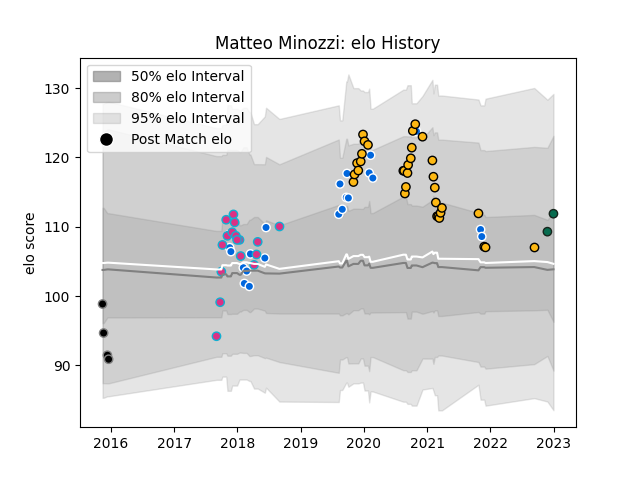 Matteo Minozzi: elo History
50% elo Interval
80% elo Interval
95% elo Interval
Post Match elo
elo score
130
120
110
100
90
2016 2017 2018 2019 2020 2021 2022 2023